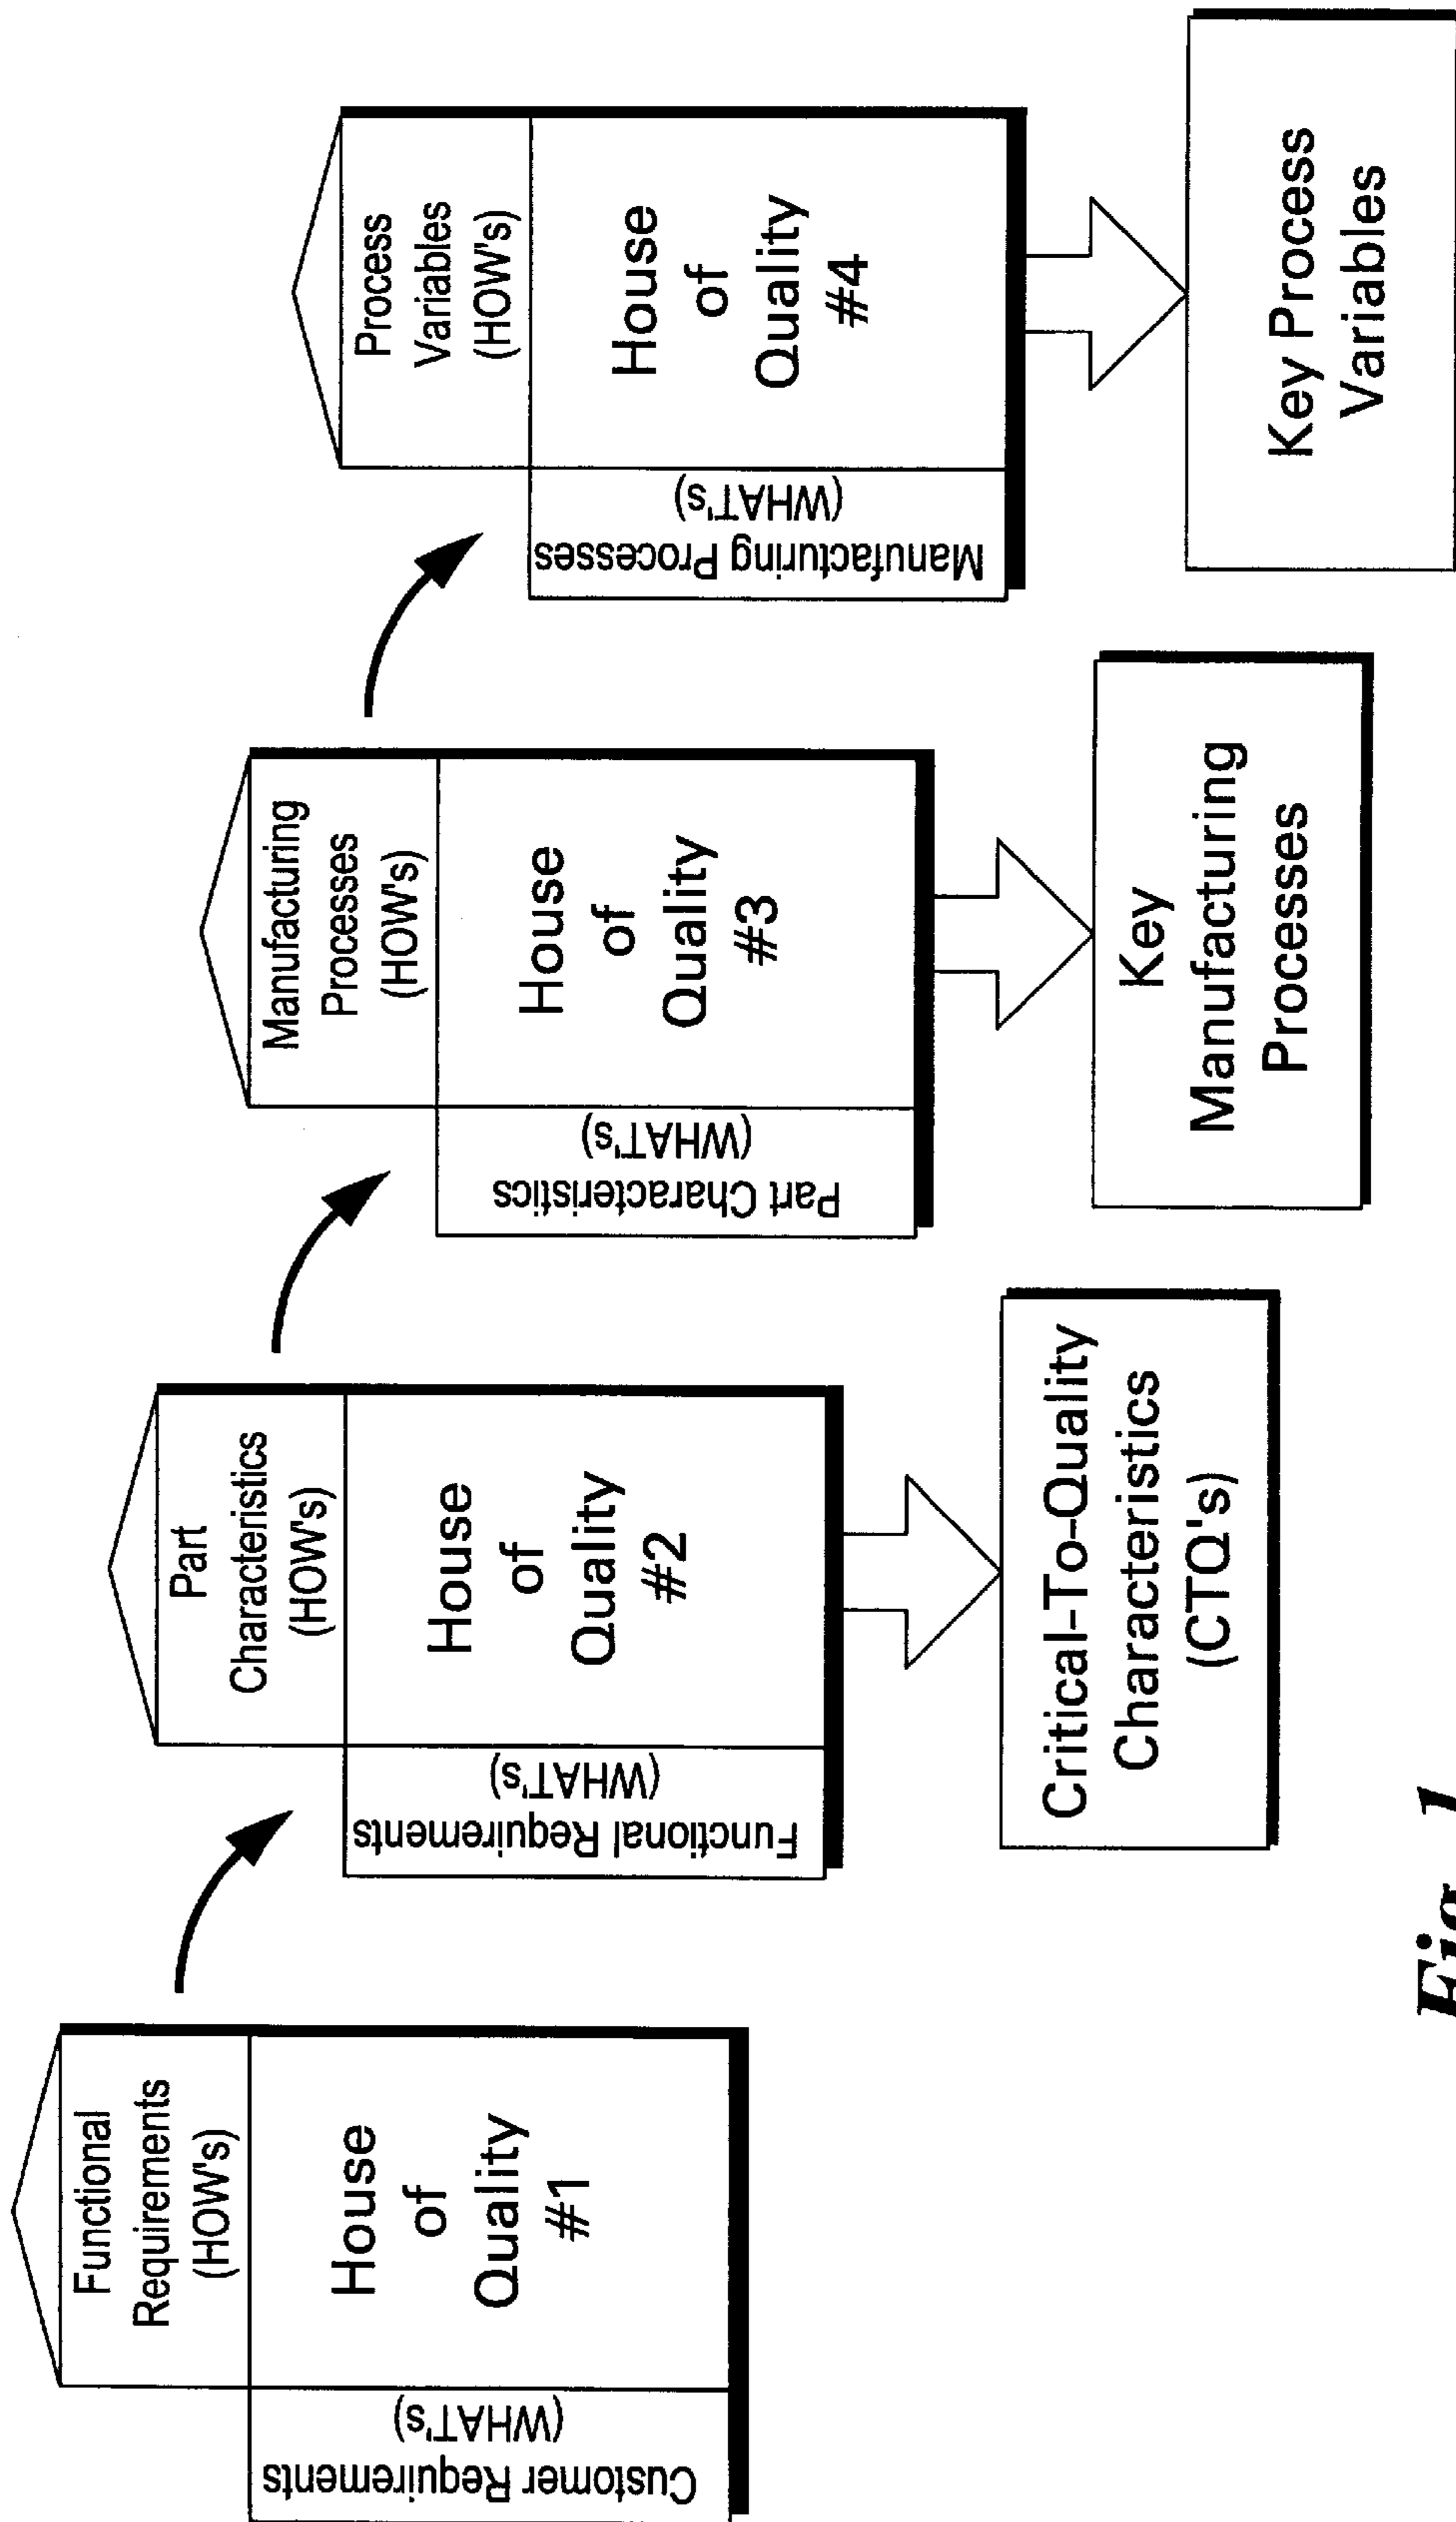 Functional
Requirements
(HOW's)
Customer Requirements
(WHAT's)
House
of
Quality
#1
Part
Characteristics
(HOW's)
Functional Requirements
(WHAT's)
House
of
Quality
#2
Critical-To-Quality
Characteristics
(CTQ's)
Manufacturing
Processes
(HOW's)
Part Characteristics
(WHAT's)
House
of
Quality
#3
Key
Manufacturing
Processes
Process
Variables
(HOW's)
Manufacturing Processes
(WHAT's)
House
of
Quality
#4
Key Process
Variables
Fig. 1